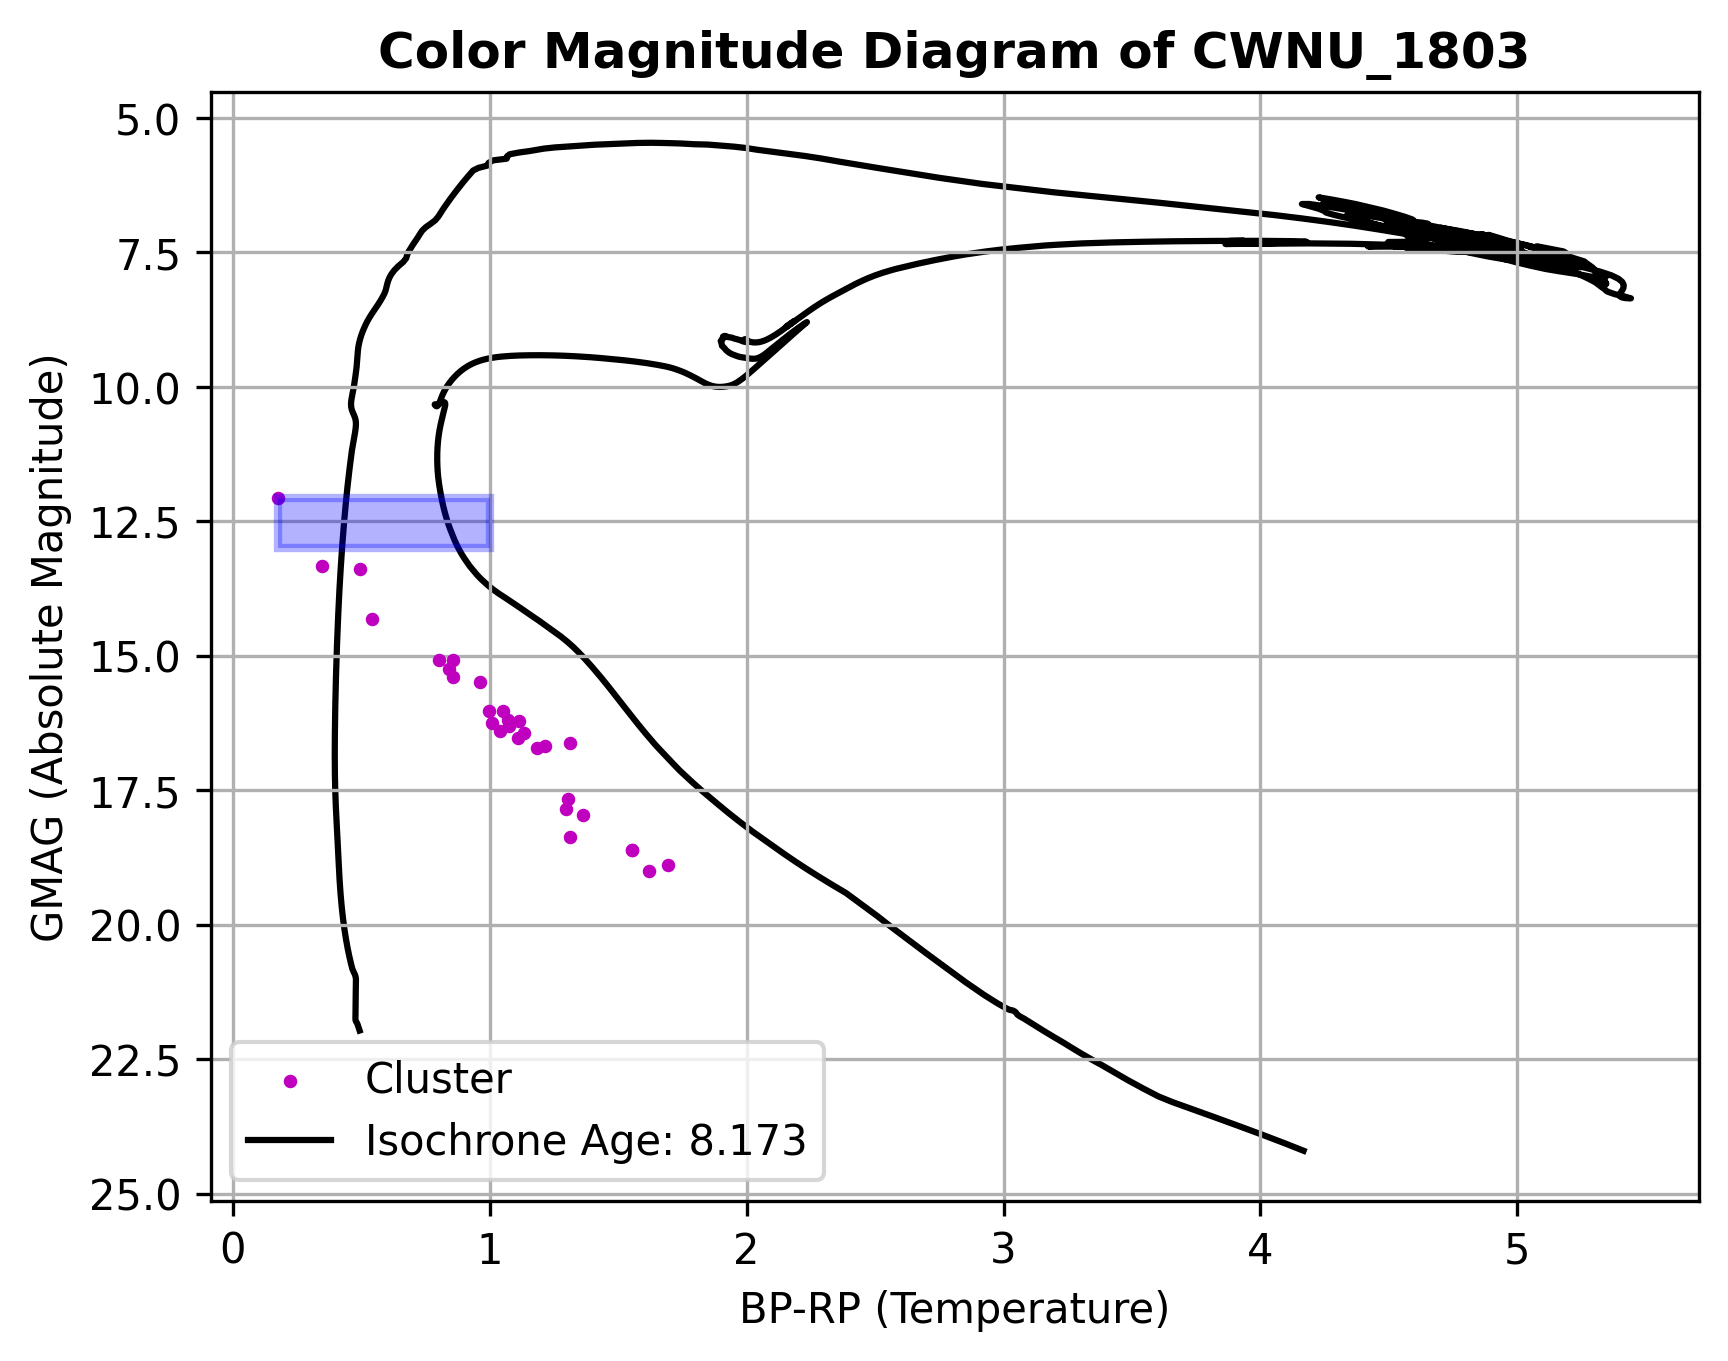 Color Magnitude Diagram of CWNU_1803
GMAG (Absolute Magnitude)
5.0
7.5
10.0
12.5
15.0
17.5
20.0
22.5
25.0
Cluster
Isochrone Age: 8.173
0 1 2 3 4 5
BP-RP (Temperature)